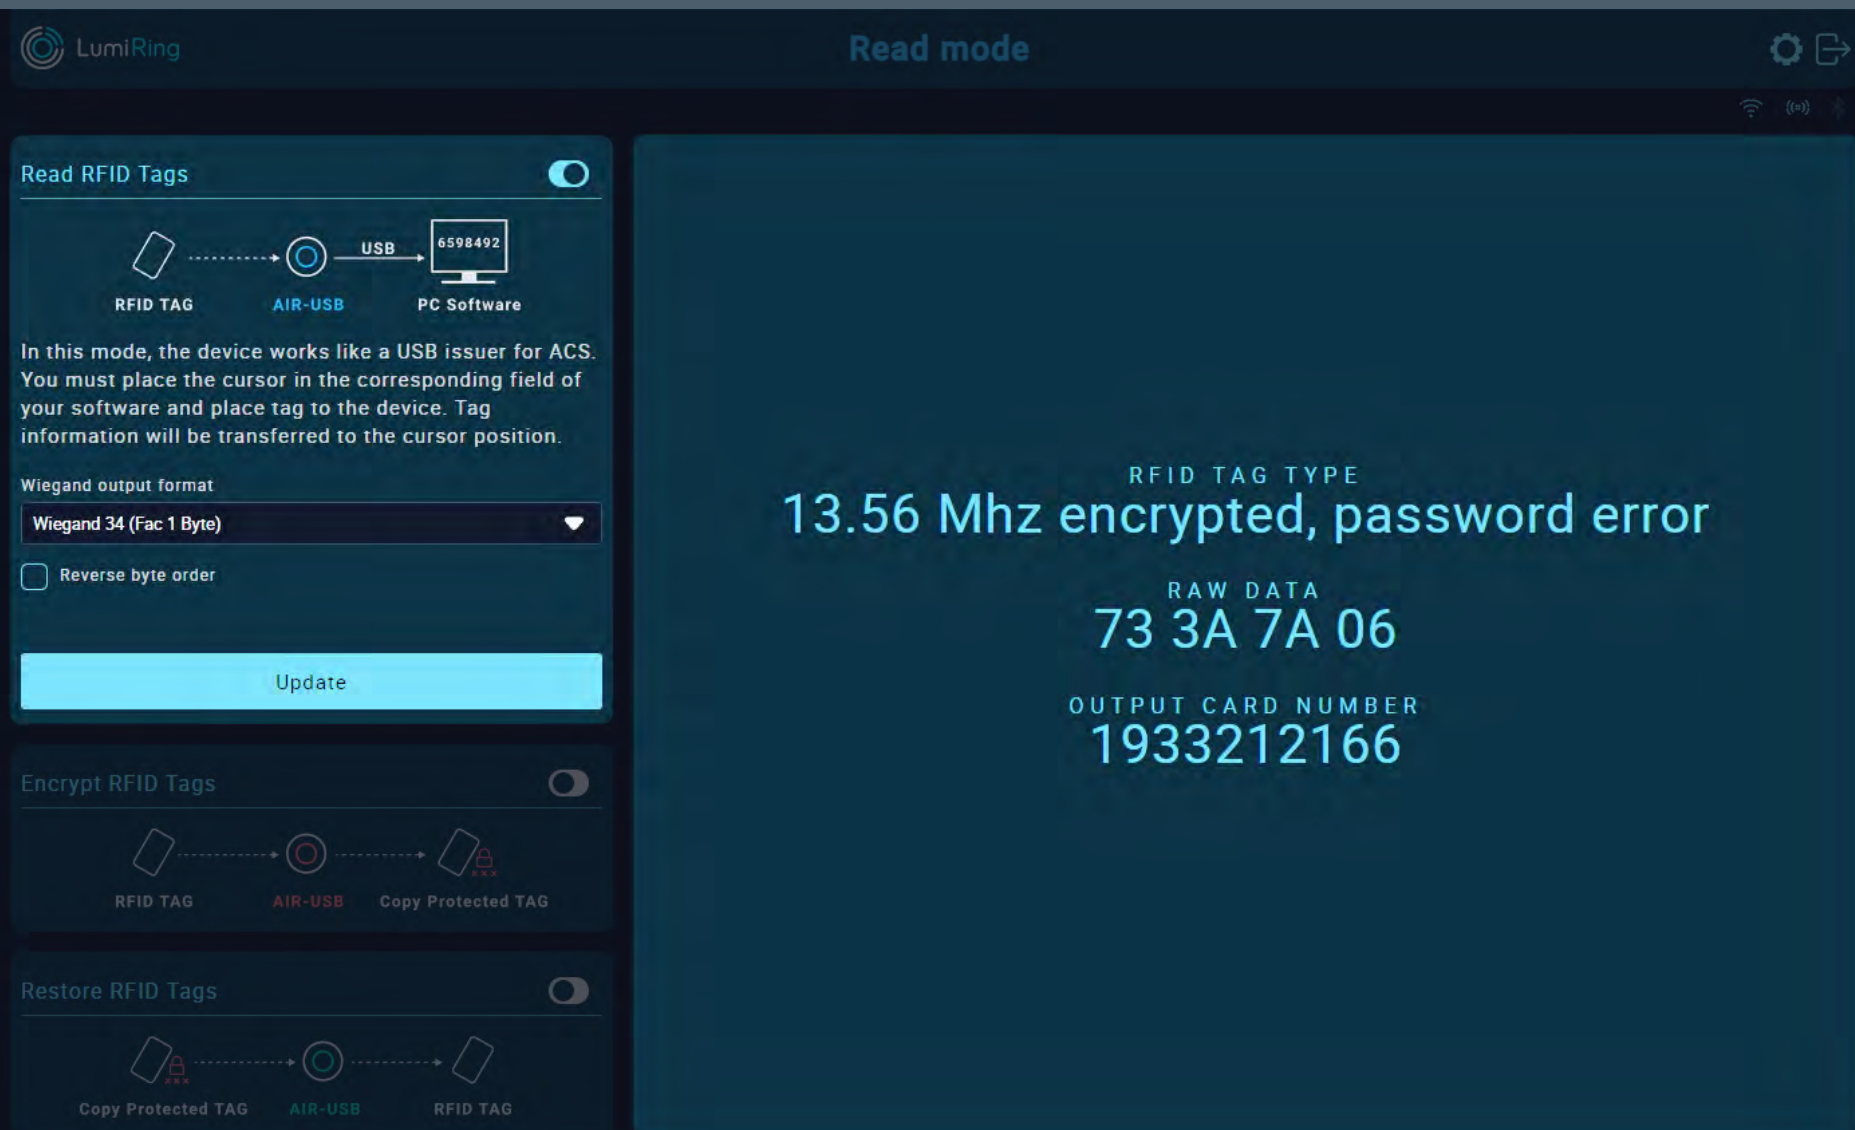 LumiRing
Read mode
Read RFID Tags
USB
6598492
RFID TAG
AIR-USB
PC Software
In this mode, the device works like a USB issuer for ACS.
You must place the cursor in the corresponding field of
your software and place tag to the device. Tag
information will be transferred to the cursor position.
Wiegand output format
Wiegand 34 (Fac 1 Byte)
Reverse byte order
Update
Encrypt RFID Tags
xxx
RFID TAG
AIR-USB
Copy Protected TAG
Restore RFID Tags
xxx
Copy Protected TAG
AIR-USB
RFID TAG
RFID TAG TYPE
13.56 Mhz encrypted, password error
RAW DATA
73 3A 7A 06
OUTPUT CARD NUMBER
1933212166